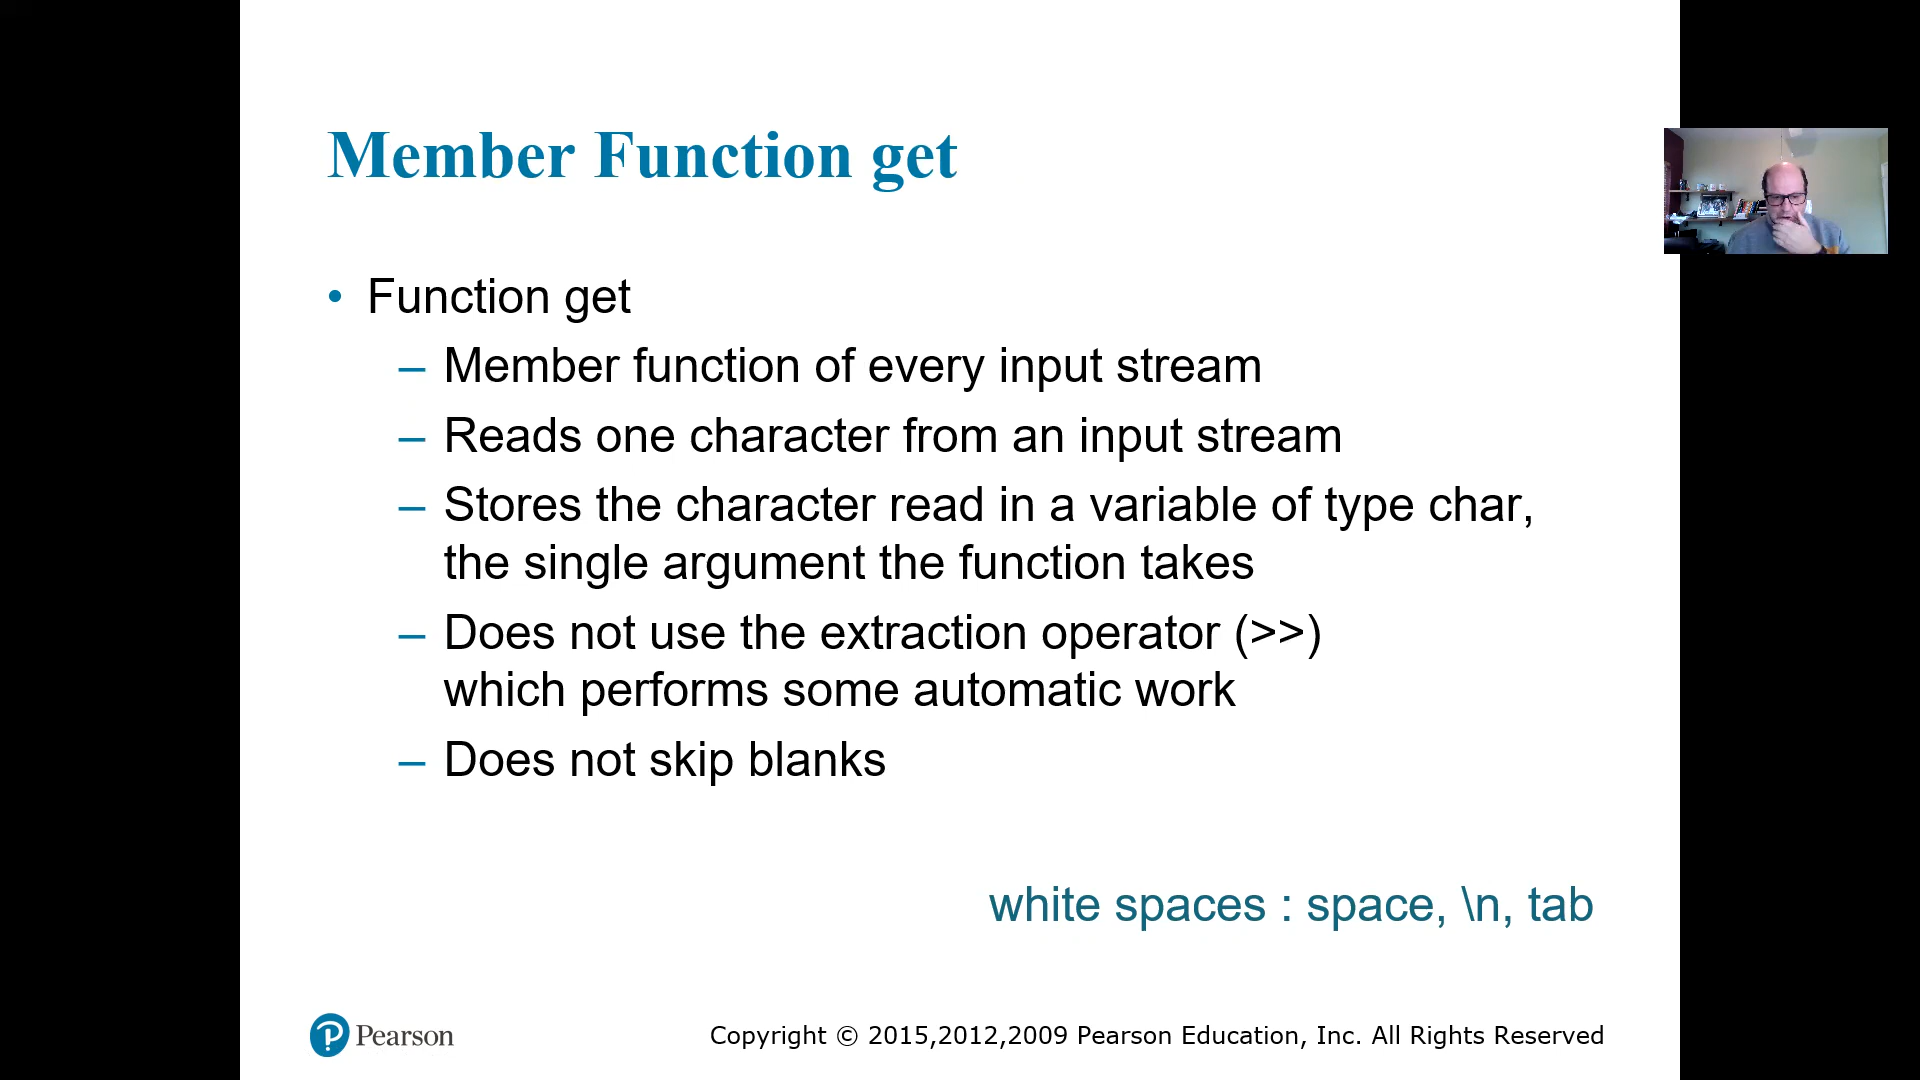 Member Function get
• Function get
– Member function of every input stream
– Reads one character from an input stream
– Stores the character read in a variable of type char,
the single argument the function takes
– Does not use the extraction operator (>>)
which performs some automatic work
– Does not skip blanks
white spaces : space, \n, tab
Pearson
Copyright © 2015,2012,2009 Pearson Education, Inc. All Rights Reserved